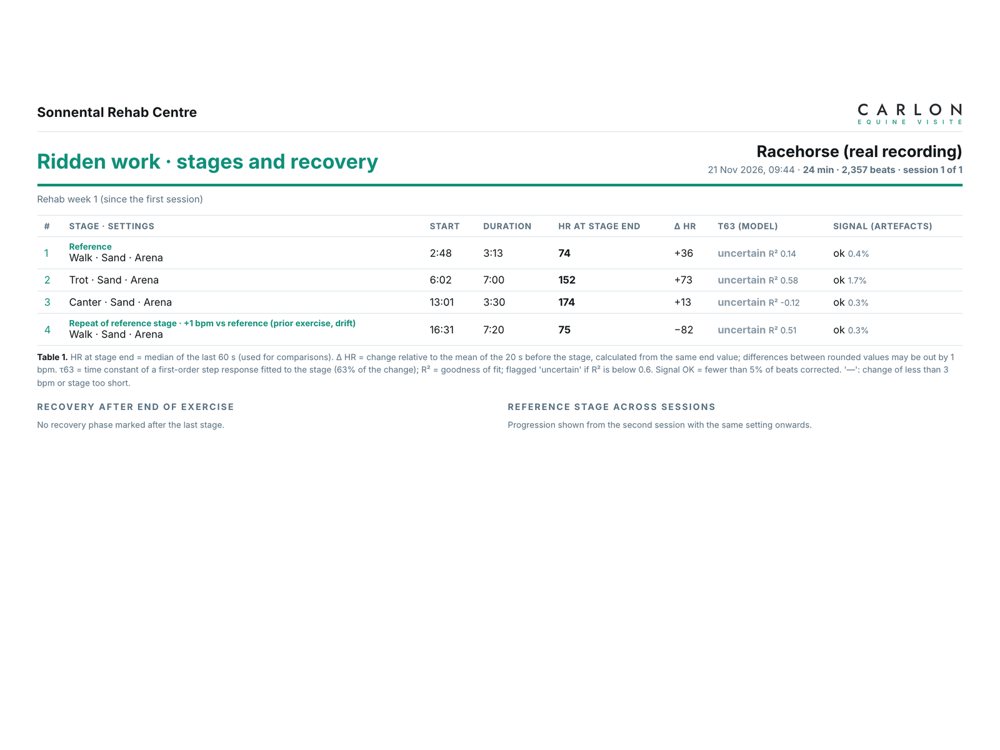 Sonnental Rehab Centre
CARLON
EQUINE VISITE
Ridden work · stages and recovery
Racehorse (real recording)
21 Nov 2026, 09:44 · 24 min · 2,357 beats · session 1 of 1
Rehab week 1 (since the first session)
# STAGE · SETTINGS START DURATION HR AT STAGE END Δ HR T63 (MODEL) SIGNAL (ARTEFACTS)
Reference
1 Walk · Sand · Arena 2:48 3:13 74 +36 uncertain R² 0.14 ok 0.4%
2 Trot · Sand · Arena 6:02 7:00 152 +73 uncertain R² 0.58 ok 1.7%
3 Canter · Sand · Arena 13:01 3:30 174 +13 uncertain R² -0.12 ok 0.3%
Repeat of reference stage · +1 bpm vs reference (prior exercise, drift)
4 Walk · Sand · Arena 16:31 7:20 75 −82 uncertain R² 0.51 ok 0.3%
Table 1. HR at stage end = median of the last 60 s (used for comparisons). Δ HR = change relative to the mean of the 20 s before the stage, calculated from the same end value; differences between rounded values may be out by 1
bpm. τ63 = time constant of a first-order step response fitted to the stage (63% of the change); R² = goodness of fit; flagged 'uncertain' if R² is below 0.6. Signal OK = fewer than 5% of beats corrected. '—': change of less than 3
bpm or stage too short.
RECOVERY AFTER END OF EXERCISE
No recovery phase marked after the last stage.
REFERENCE STAGE ACROSS SESSIONS
Progression shown from the second session with the same setting onwards.